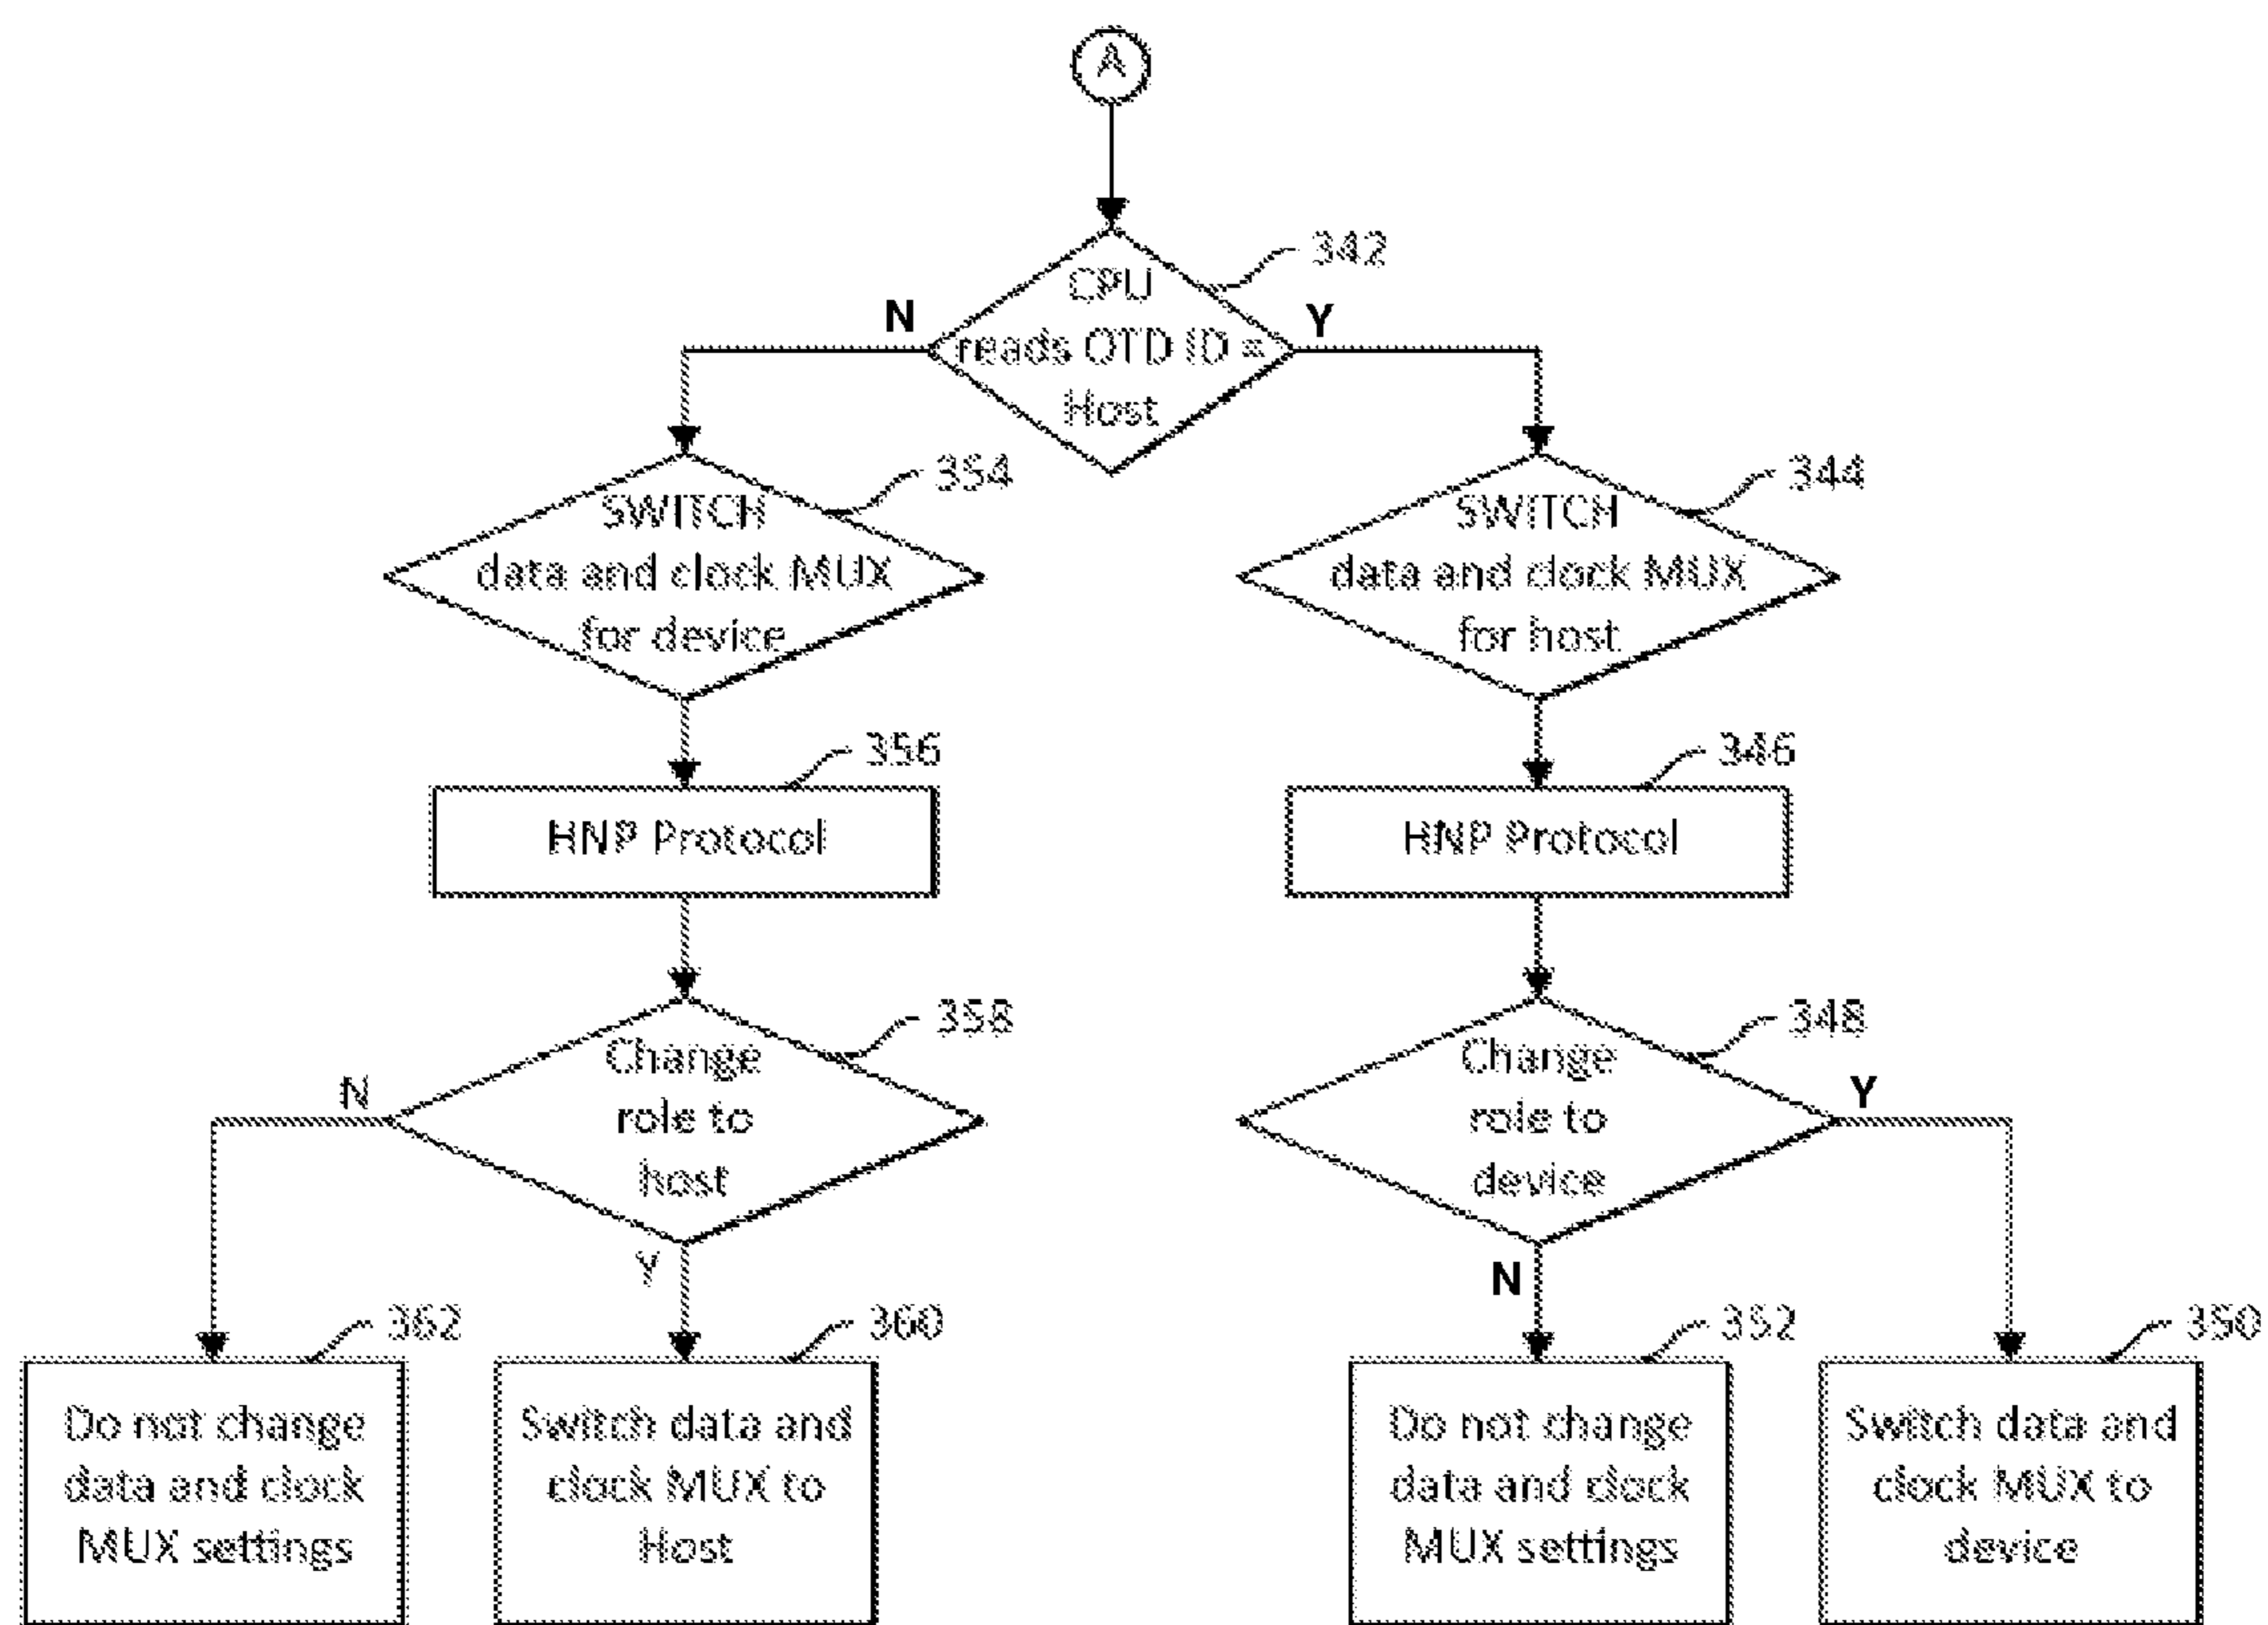 A
342
CPU
reads OTD ID =
Host
N
Y
354
SWITCH
data and clock MUX
for device
344
SWITCH
data and clock MUX
for host
356
HNP Protocol
346
HNP Protocol
358
Change
role to
host
N
Y
348
Change
role to
device
Y
N
362
Do not change
data and clock
MUX settings
360
Switch data and
clock MUX to
Host
352
Do not change
data and clock
MUX settings
350
Switch data and
clock MUX to
device